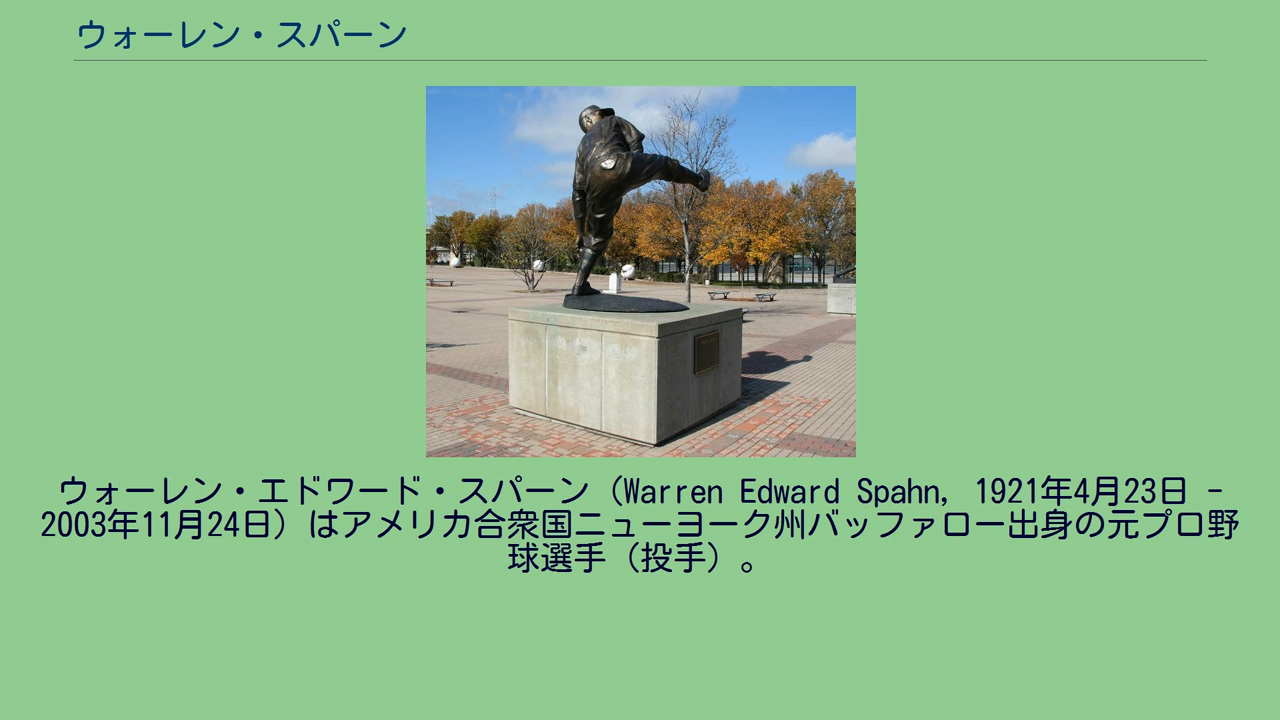 ウォーレン・スパーン
ウォーレン・エドワード・スパーン（Warren Edward Spahn, 1921年4月23日 -
2003年11月24日）はアメリカ合衆国ニューヨーク州バッファロー出身の元プロ野
球選手（投手）。